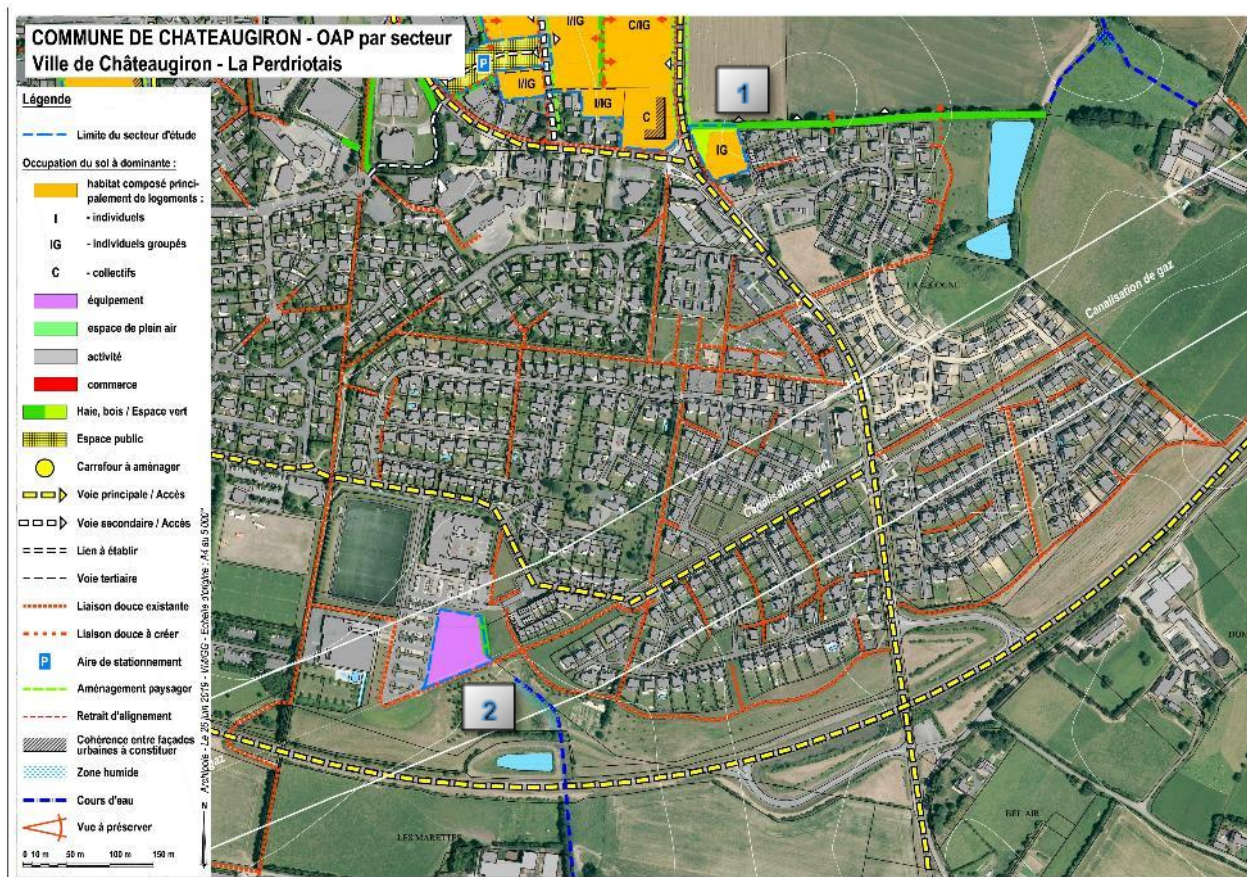 COMMUNE DE CHATEAUGIRON - OAP par secteur
Ville de Châteaugiron - La Perdriotais
Légende
Limite du secteur d'étude
Occupation du sol à dominante :
habitat composé princi-
palement de logements :
I - individuels
IG - individuels groupés
C - collectifs
équipement
espace de plein air
activité
commerce
Haie, bois / Espace vert
Espace public
Carrefour à aménager
Voie principale / Accès
Voie secondaire / Accès
Lien à établir
Voie tertiaire
Liaison douce existante
Liaison douce à créer
P Aire de stationnement
Aménagement paysager
Retrait d'alignement
Cohérence entre façades
urbaines à constituer
Zone humide
Cours d'eau
Vue à préserver
0 10 m 50 m 100 m 150 m
N
P
I/IG
C/IG
I/IG
I/IG
C
IG
1
2
Canalisation de gaz
Canalisation de gaz
gaz
LES MARETTES
BEL AIR